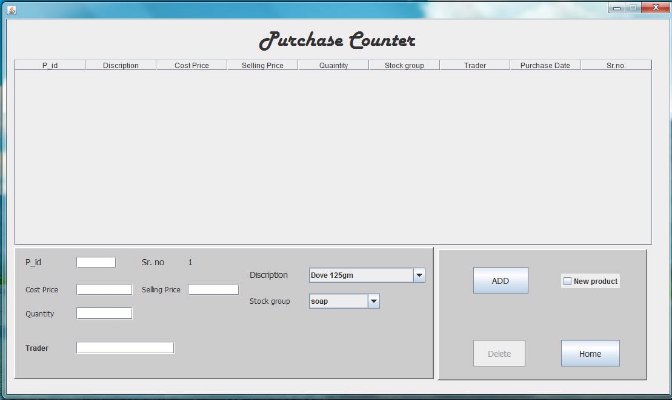 Purchase Counter
P_id Discription Cost Price Selling Price Quaintity Stock group Trader Purchase Date Sr.no.
P_id Sr. no 1
Discription Dove 125gm
Cost Price Selling Price
Stock group soap
Quantity
Trader
ADD New product
Delete Home